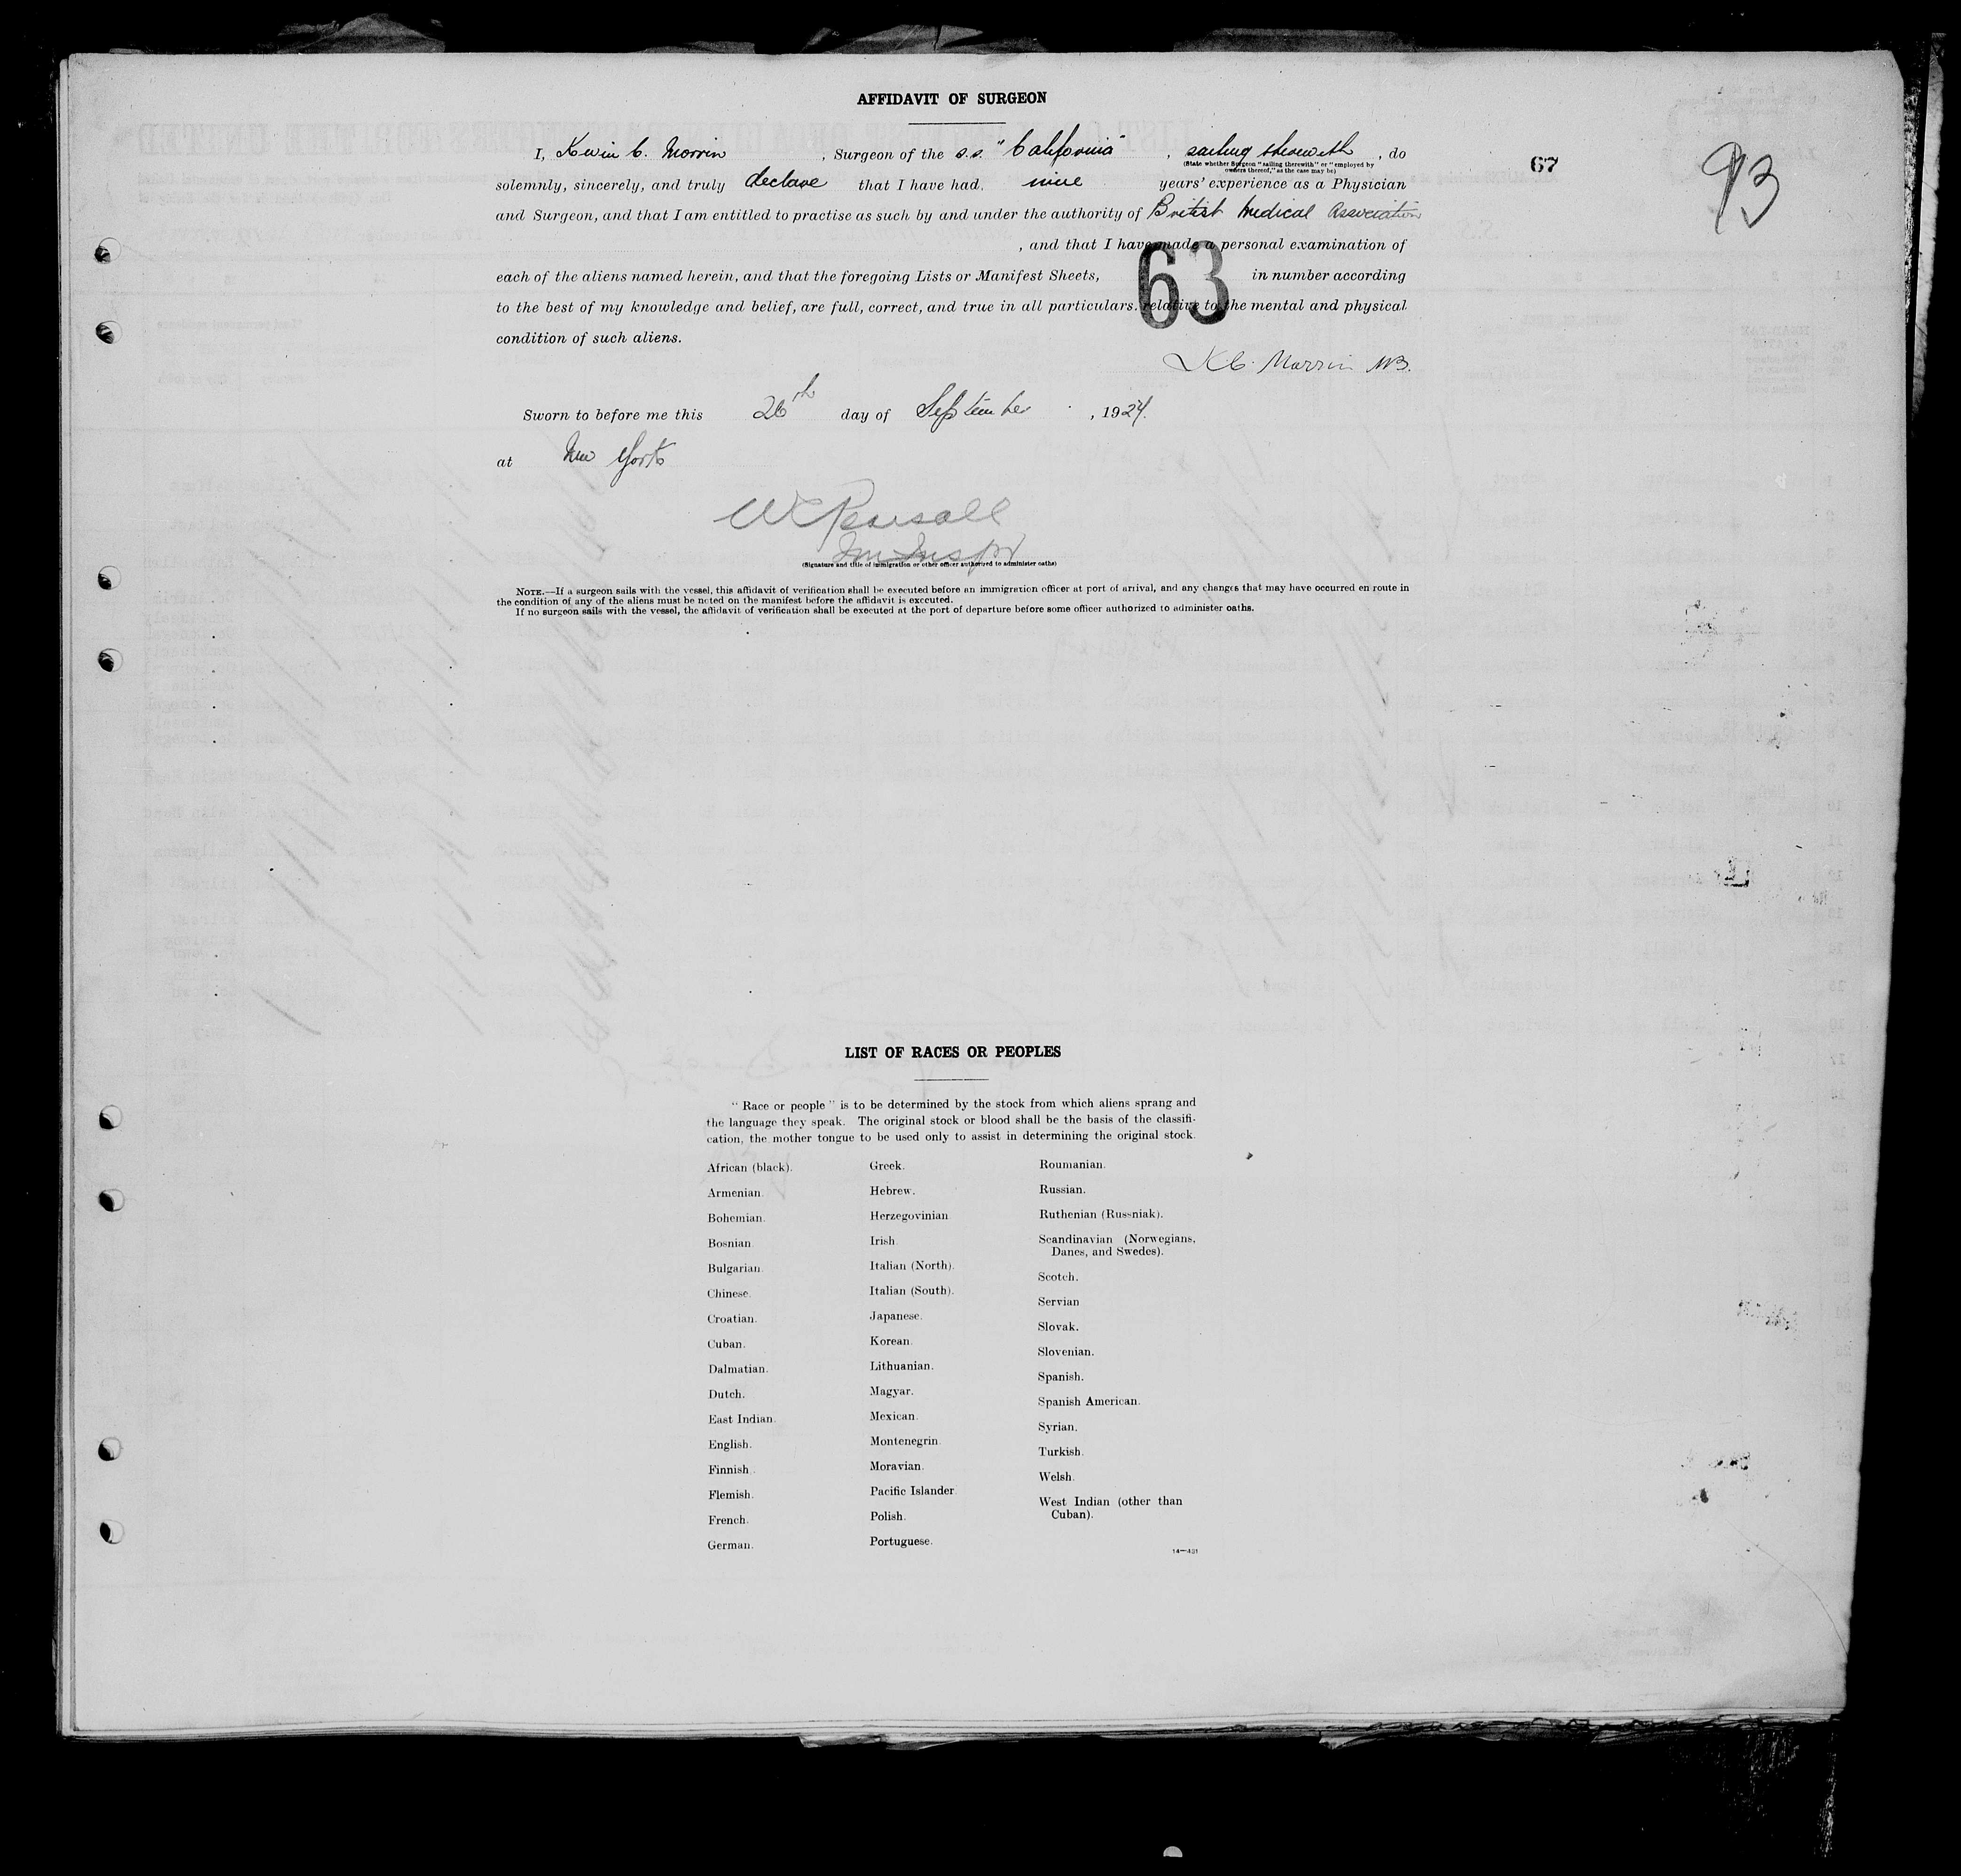 AFFIDAVIT OF SURGEON
I, Kevin C. Morrin, Surgeon of the s.s. "California", sailing therewith, do
(State whether Surgeon "sailing therewith" or "employed by
owners thereof," as the case may be)
67
93
solemnly, sincerely, and truly declare that I have had, nine years' experience as a Physician
and Surgeon, and that I am entitled to practise as such by and under the authority of British Medical Association
, and that I have made a personal examination of
each of the aliens named herein, and that the foregoing Lists or Manifest Sheets, 63 in number according
to the best of my knowledge and belief, are full, correct, and true in all particulars. relative to the mental and physical
condition of such aliens.
K.C. Morrin M.B.
Sworn to before me this 26th day of September, 1924.
at New York
Imm Inspr
(Signature and title of immigration or other officer authorized to administer oaths)
NOTE.—If a surgeon sails with the vessel, this affidavit of verification shall be executed before an immigration officer at port of arrival, and any changes that may have occurred en route in
the condition of any of the aliens must be noted on the manifest before the affidavit is executed.
If no surgeon sails with the vessel, the affidavit of verification shall be executed at the port of departure before some officer authorized to administer oaths.
LIST OF RACES OR PEOPLES
"Race or people" is to be determined by the stock from which aliens sprang and
the language they speak. The original stock or blood shall be the basis of the classifi-
cation, the mother tongue to be used only to assist in determining the original stock.
African (black).
Armenian.
Bohemian.
Bosnian.
Bulgarian.
Chinese.
Croatian.
Cuban.
Dalmatian.
Dutch.
East Indian.
English.
Finnish.
Flemish.
French.
German.
Greek.
Hebrew.
Herzegovinian
Irish.
Italian (North).
Italian (South).
Japanese.
Korean.
Lithuanian.
Magyar.
Mexican.
Montenegrin.
Moravian.
Pacific Islander.
Polish.
Portuguese.
Roumanian.
Russian.
Ruthenian (Russniak).
Scandinavian (Norwegians,
Danes, and Swedes).
Scotch.
Servian
Slovak.
Slovenian.
Spanish.
Spanish American.
Syrian.
Turkish.
Welsh.
West Indian (other than
Cuban).
14—431